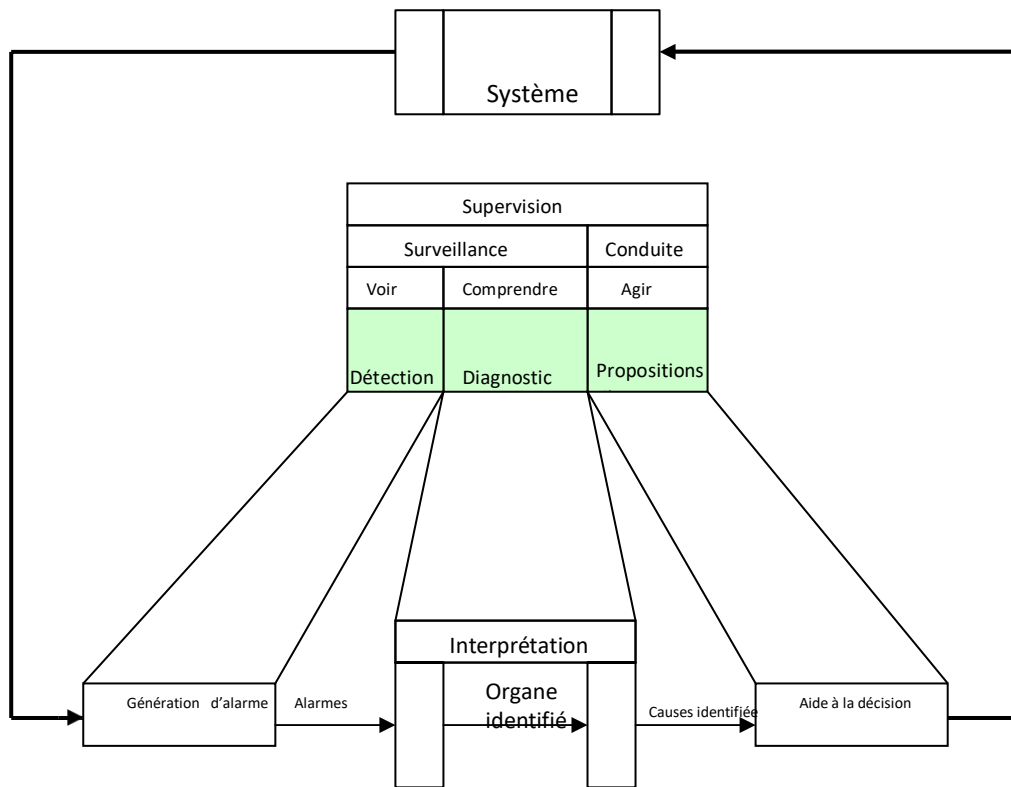 Système
Supervision
Surveillance
Conduite
Voir
Comprendre
Agir
Détection
Diagnostic
Propositions
Interprétation
Génération d'alarme
Alarmes
Organe
identifié
Causes identifiée
Aide à la décision